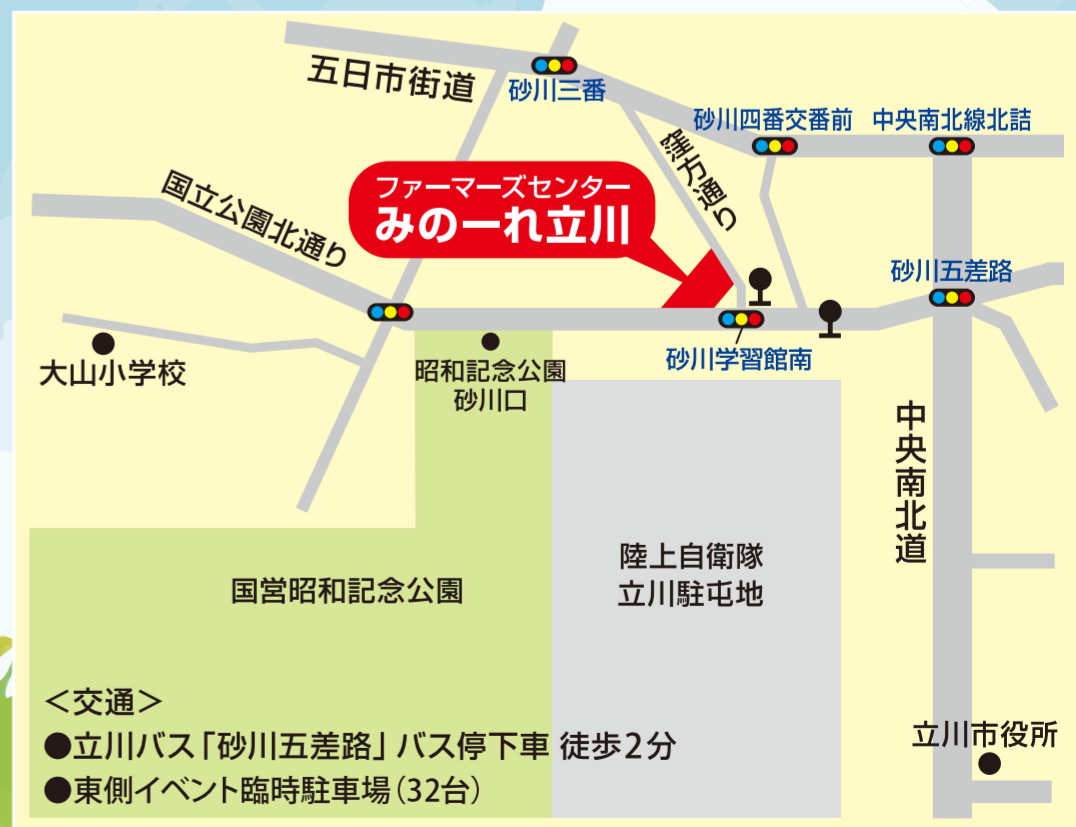 五日市街道
砂川三番
砂川四番交番前
中央南北線北詰
窪方通り
国立公園北通り
ファーマーズセンター
みのーれ立川
砂川五差路
大山小学校
昭和記念公園
砂川口
砂川学習館南
中央南北道
国営昭和記念公園
陸上自衛隊
立川駐屯地
＜交通＞
●立川バス「砂川五差路」バス停下車 徒歩2分
●東側イベント臨時駐車場（32台）
立川市役所